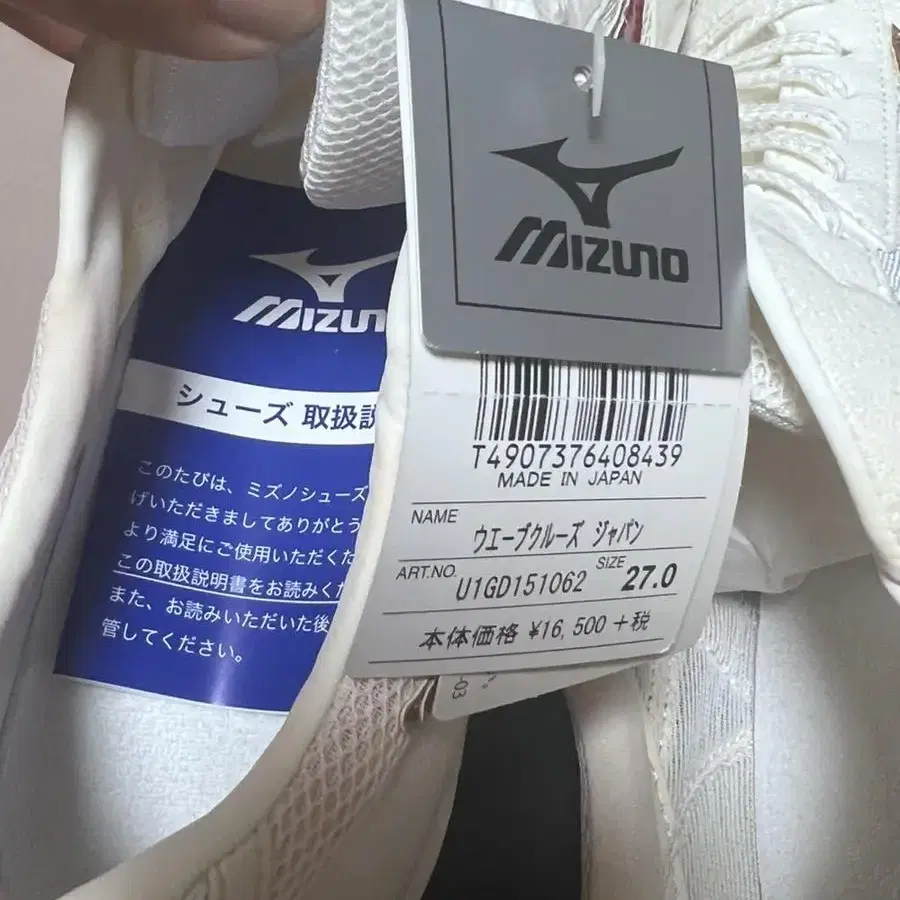 MIZUNO
T4907376408439
MADE IN JAPAN
NAME
ウエーブクルーズ ジャパン
ART.NO.
U1GD151062
SIZE
27.0
本体価格 ¥16,500 +税
MIZUN
シューズ 取扱説
このたびは、ミズノシューズ
げいただきましてありがとう
より満足にご使用いただくた
この取扱説明書をお読みくだ
また、お読みいただいた後
管してください。
03